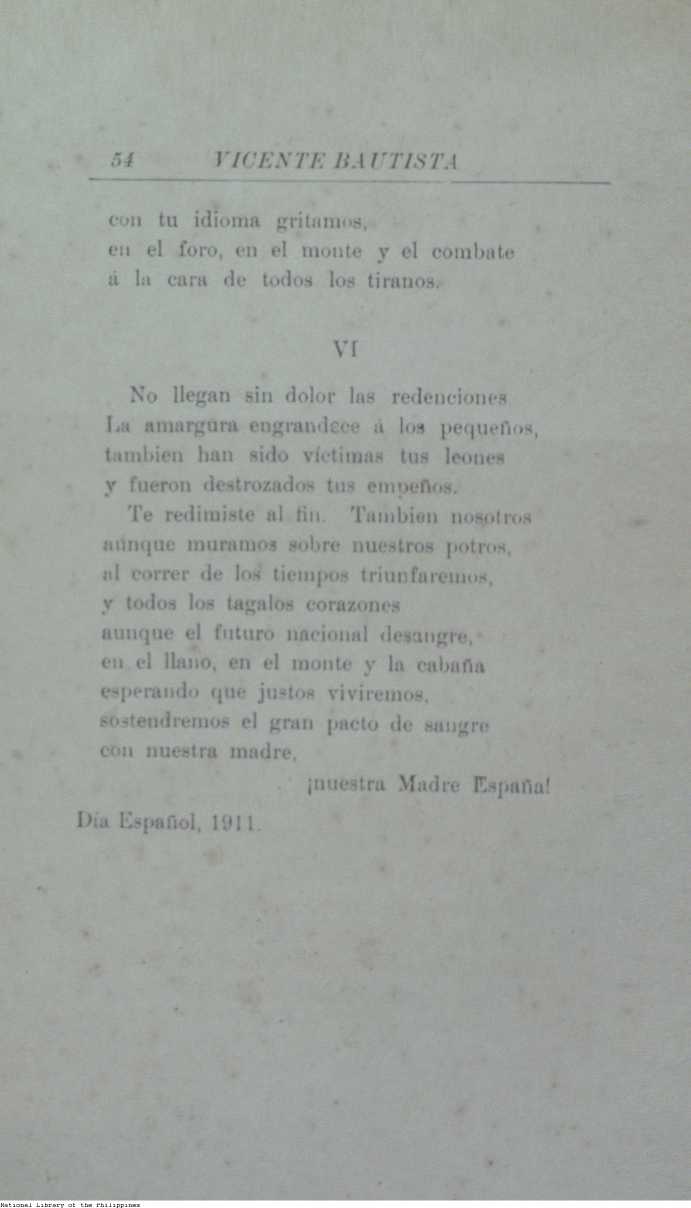 54 VICENTE BAUTISTA
con tu idioma gritamos,
en el foro, en el monte y el combate
á la cara de todos los tiranos.
VI
No llegan sin dolor las redenciones
La amargura engrandece á los pequeños,
tambien han sido víctimas tus leones
y fueron destrozados tus empeños.
Te redimiste al fin. Tambien nosotros
aunque muramos sobre nuestros potros,
al correr de los tiempos triunfaremos,
y todos los tagalos corazones
aunque el futuro nacional desangre,
en el llano, en el monte y la cabaña
esperando que justos viviremos,
sostendremos el gran pacto de sangre
con nuestra madre,
¡nuestra Madre España!
Día Español, 1911.
National Library of the Philippines